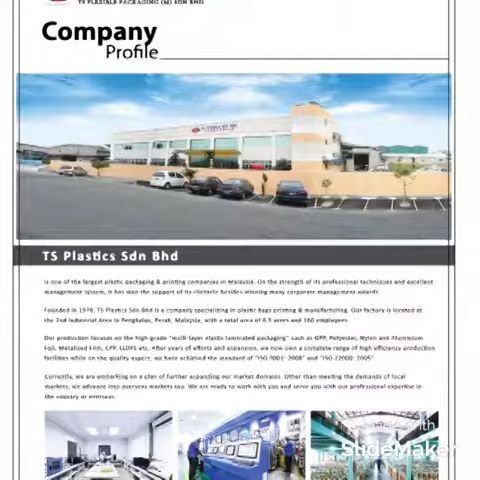 TS FLEXIBLE PACKAGING (M) SDN BHD
Company
Profile
TS Plastics Sdn Bhd
is one of the largest plastic packaging & printing companies in Malaysia. On the strength of its professional techniques and excellent
management system, it has won the support of its clientele besides winning many corporate management awards.
Founded in 1978, TS Plastics Sdn Bhd is a company specializing in plastic bags printing & manufacturing. Our factory is located at
the 2nd Industrial Area in Pengkalan, Perak, Malaysia, with a total area of 6.5 acres and 160 employees.
Our production focuses on the high-grade "multi layer elastic laminated packaging" such as OPP, Polyester, Nylon and Aluminium
Foil, Metalized Film, CPP, LLDPE etc. After years of efforts and expansion, we now own a complete range of high efficiency production
facilities while on the quality aspect, we have achieved the standard of "ISO 9001: 2008" and "ISO 22000: 2005"
Currently, we are embarking on a plan of further expanding our market domains. Other than meeting the demands of local
markets, we advance into overseas markets too. We are ready to work with you and serve you with our professional expertise in
the country or overseas.
SlideMaker